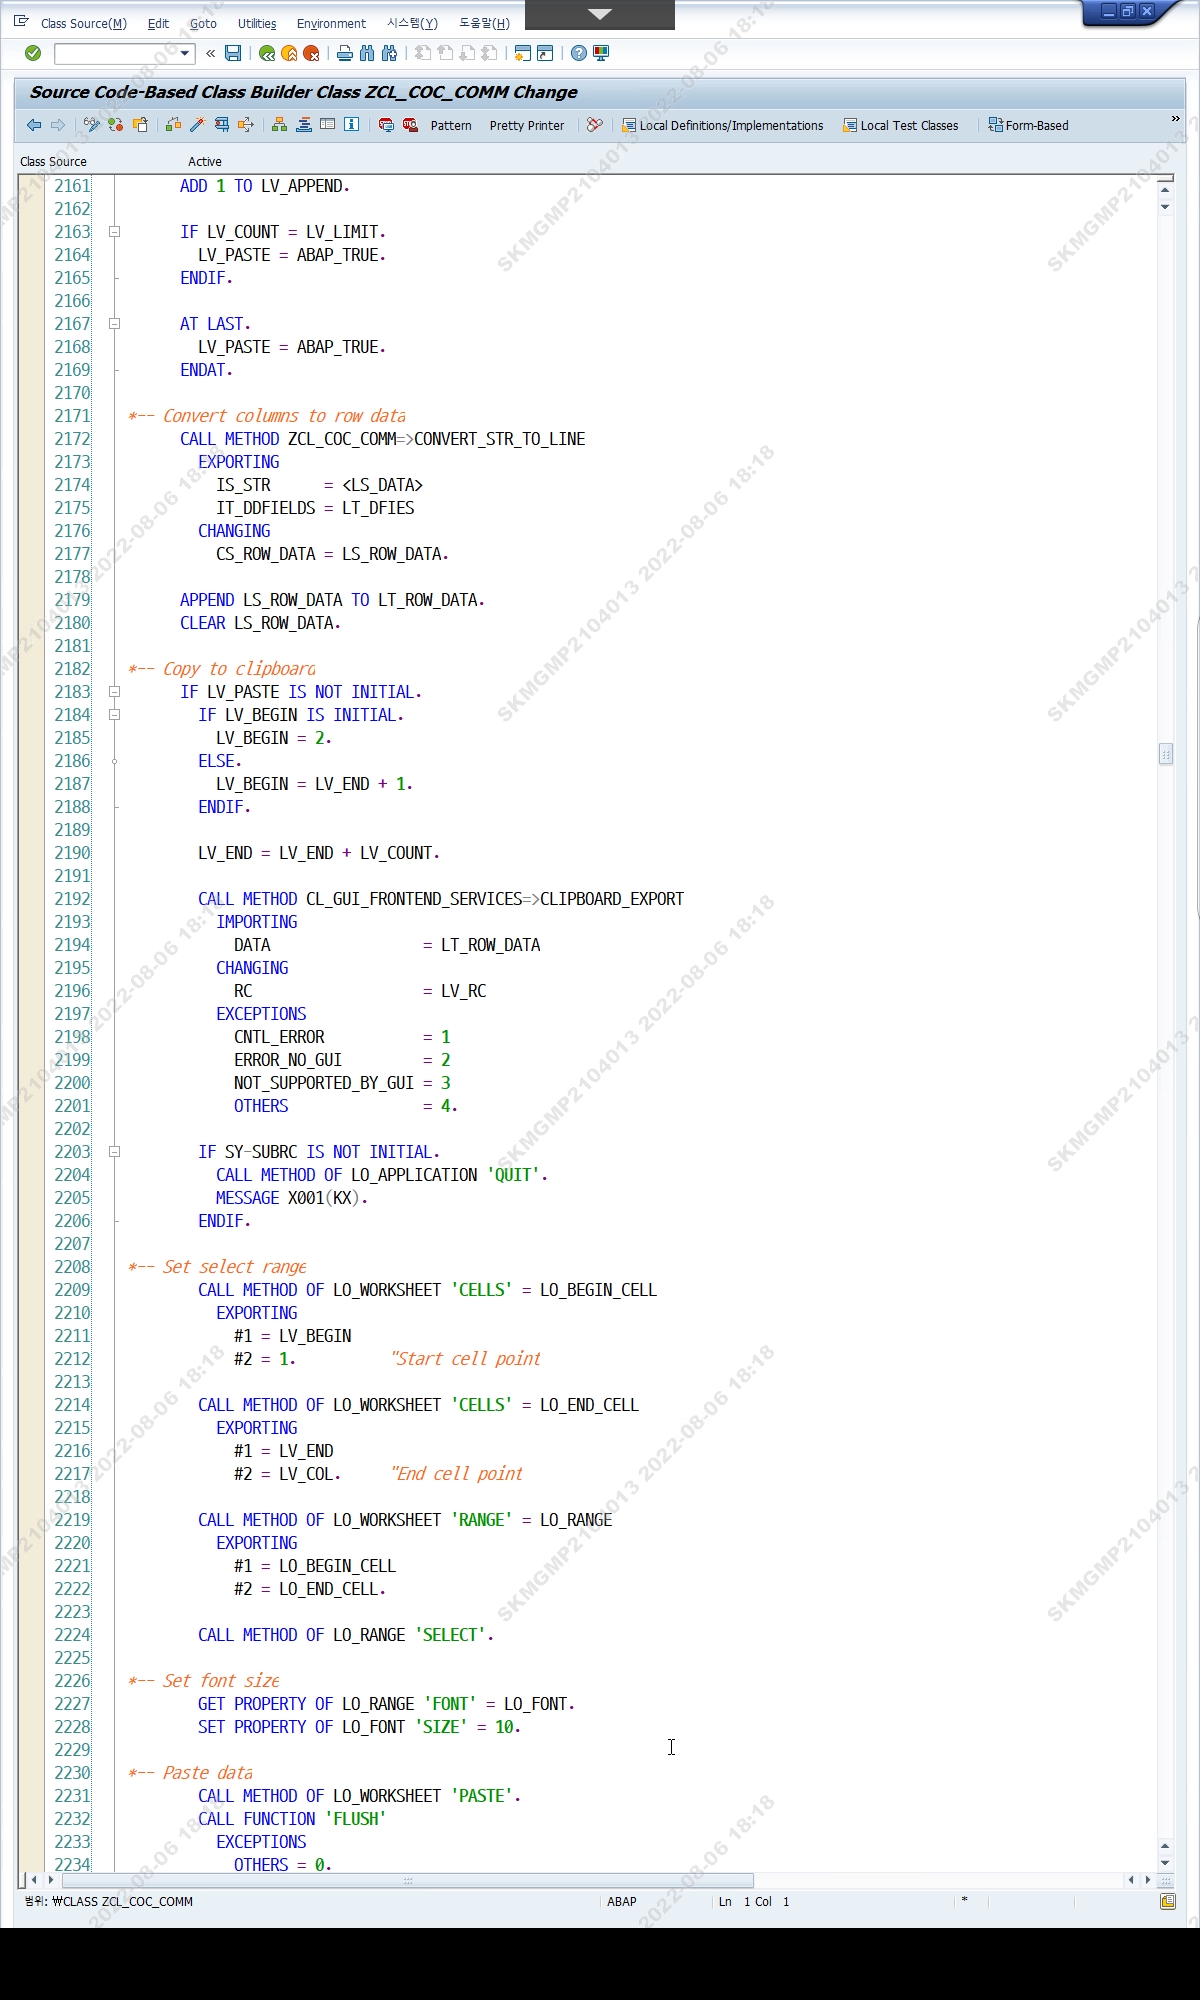 Class Source(M) Edit Goto Utilities Environment 시스템(Y) 도움말(H)
Source Code-Based Class Builder Class ZCL_COC_COMM Change
Pattern Pretty Printer Local Definitions/Implementations Local Test Classes Form-Based »
Class Source Active
2161 ADD 1 TO LV_APPEND.
2162
2163 IF LV_COUNT = LV_LIMIT.
2164 LV_PASTE = ABAP_TRUE.
2165 ENDIF.
2166
2167 AT LAST.
2168 LV_PASTE = ABAP_TRUE.
2169 ENDAT.
2170
2171 *-- Convert columns to row data
2172 CALL METHOD ZCL_COC_COMM=>CONVERT_STR_TO_LINE
2173 EXPORTING
2174 IS_STR = <LS_DATA>
2175 IT_DDFIELDS = LT_DFIES
2176 CHANGING
2177 CS_ROW_DATA = LS_ROW_DATA.
2178
2179 APPEND LS_ROW_DATA TO LT_ROW_DATA.
2180 CLEAR LS_ROW_DATA.
2181
2182 *-- Copy to clipboard
2183 IF LV_PASTE IS NOT INITIAL.
2184 IF LV_BEGIN IS INITIAL.
2185 LV_BEGIN = 2.
2186 ELSE.
2187 LV_BEGIN = LV_END + 1.
2188 ENDIF.
2189
2190 LV_END = LV_END + LV_COUNT.
2191
2192 CALL METHOD CL_GUI_FRONTEND_SERVICES=>CLIPBOARD_EXPORT
2193 IMPORTING
2194 DATA = LT_ROW_DATA
2195 CHANGING
2196 RC = LV_RC
2197 EXCEPTIONS
2198 CNTL_ERROR = 1
2199 ERROR_NO_GUI = 2
2200 NOT_SUPPORTED_BY_GUI = 3
2201 OTHERS = 4.
2202
2203 IF SY-SUBRC IS NOT INITIAL.
2204 CALL METHOD OF LO_APPLICATION 'QUIT'.
2205 MESSAGE X001(KX).
2206 ENDIF.
2207
2208 *-- Set select range
2209 CALL METHOD OF LO_WORKSHEET 'CELLS' = LO_BEGIN_CELL
2210 EXPORTING
2211 #1 = LV_BEGIN
2212 #2 = 1. "Start cell point
2213
2214 CALL METHOD OF LO_WORKSHEET 'CELLS' = LO_END_CELL
2215 EXPORTING
2216 #1 = LV_END
2217 #2 = LV_COL. "End cell point
2218
2219 CALL METHOD OF LO_WORKSHEET 'RANGE' = LO_RANGE
2220 EXPORTING
2221 #1 = LO_BEGIN_CELL
2222 #2 = LO_END_CELL.
2223
2224 CALL METHOD OF LO_RANGE 'SELECT'.
2225
2226 *-- Set font size
2227 GET PROPERTY OF LO_RANGE 'FONT' = LO_FONT.
2228 SET PROPERTY OF LO_FONT 'SIZE' = 10.
2229
2230 *-- Paste data
2231 CALL METHOD OF LO_WORKSHEET 'PASTE'.
2232 CALL FUNCTION 'FLUSH'
2233 EXCEPTIONS
2234 OTHERS = 0.
범위: ₩CLASS ZCL_COC_COMM ABAP Ln 1 Col 1 *
SKMGMP2104013 2022-08-06 18:18
SKMGMP2104013 2022-08-06 18:18
SKMGMP2104013 2022-08-06 18:18